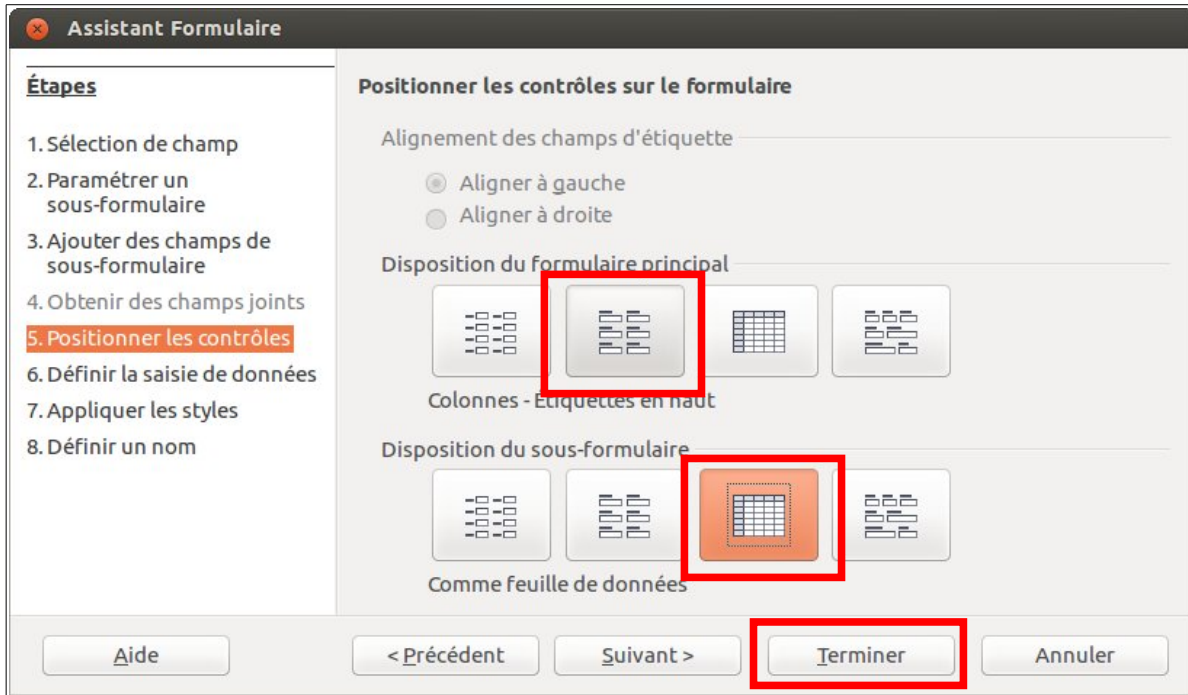 Assistant Formulaire
Étapes
1. Sélection de champ
2. Paramétrer un
sous-formulaire
3. Ajouter des champs de
sous-formulaire
4. Obtenir des champs joints
5. Positionner les contrôles
6. Définir la saisie de données
7. Appliquer les styles
8. Définir un nom
Positionner les contrôles sur le formulaire
Alignement des champs d'étiquette
Aligner à gauche
Aligner à droite
Disposition du formulaire principal
Colonnes - Étiquettes en haut
Disposition du sous-formulaire
Comme feuille de données
Aide
< Précédent
Suivant >
Terminer
Annuler